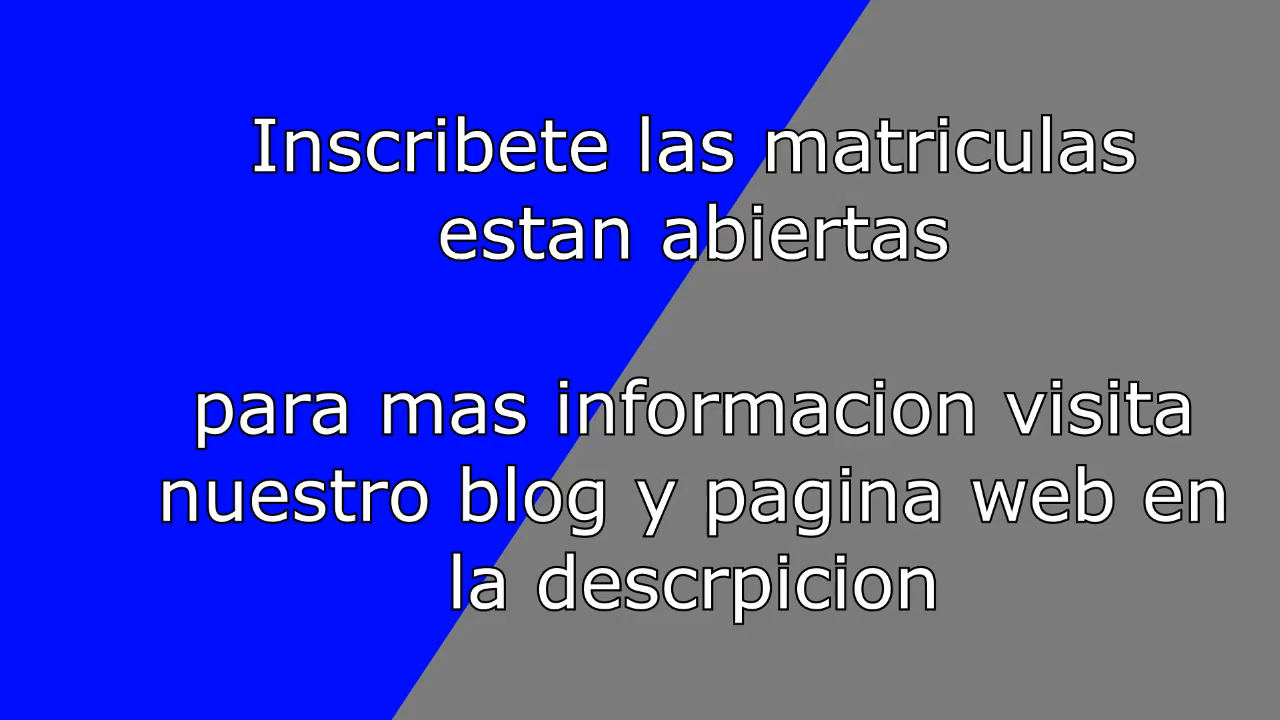 Inscribete las matriculas
estan abiertas
para mas informacion visita
nuestro blog y pagina web en
la descrpicion